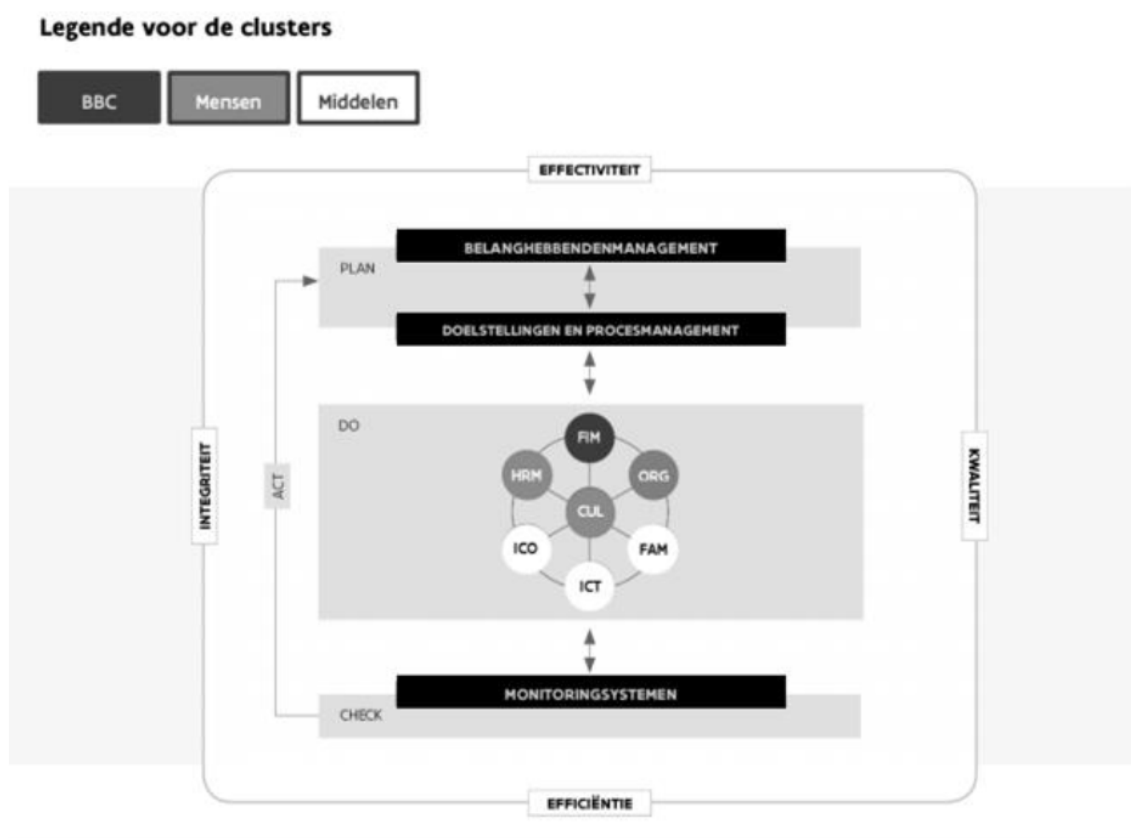 Legende voor de clusters
BBC Mensen Middelen
EFFECTIVITEIT
BELANGHEBBENDENMANAGEMENT
PLAN
DOELSTELLINGEN EN PROCESMANAGEMENT
DO
FIM
HRM ORG
INTEGRITEIT
ACT
KWALITEIT
CUL
ICO FAM
ICT
MONITORINGSYSTEMEN
CHECK
EFFICIËNTIE